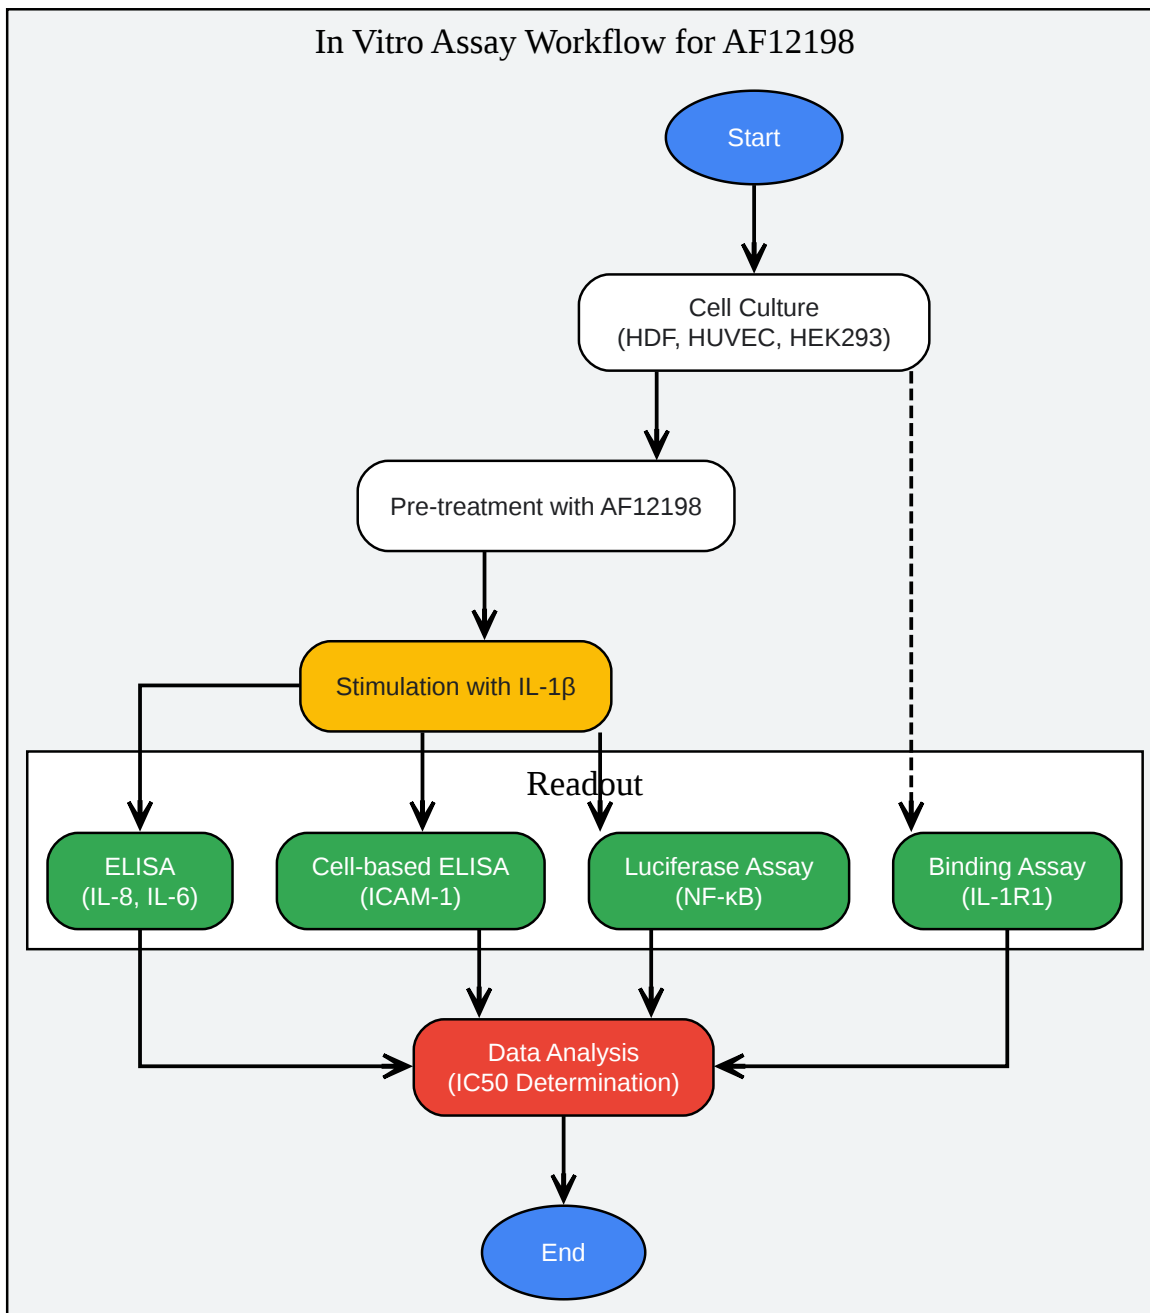 In Vitro Assay Workflow for AF12198
Start
Cell Culture
(HDF, HUVEC, HEK293)
Pre-treatment with AF12198
Stimulation with IL-1β
Readout
ELISA
(IL-8, IL-6)
Cell-based ELISA
(ICAM-1)
Luciferase Assay
(NF-κB)
Binding Assay
(IL-1R1)
Data Analysis
(IC50 Determination)
End